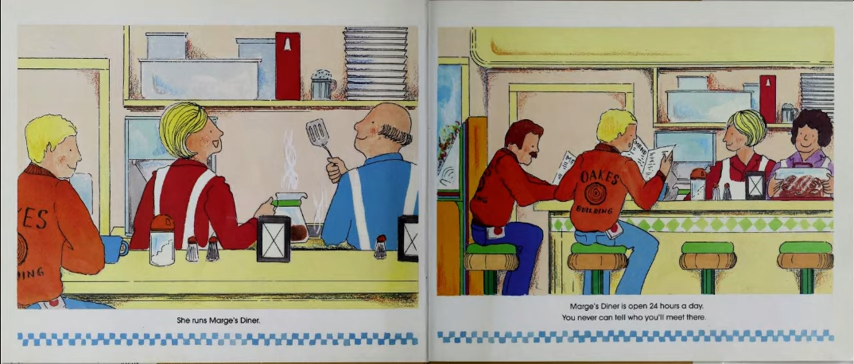 ES
ING
She runs Marge's Diner.
OAKES
BUILDING
Marge's Diner is open 24 hours a day.
You never can tell who you'll meet there.